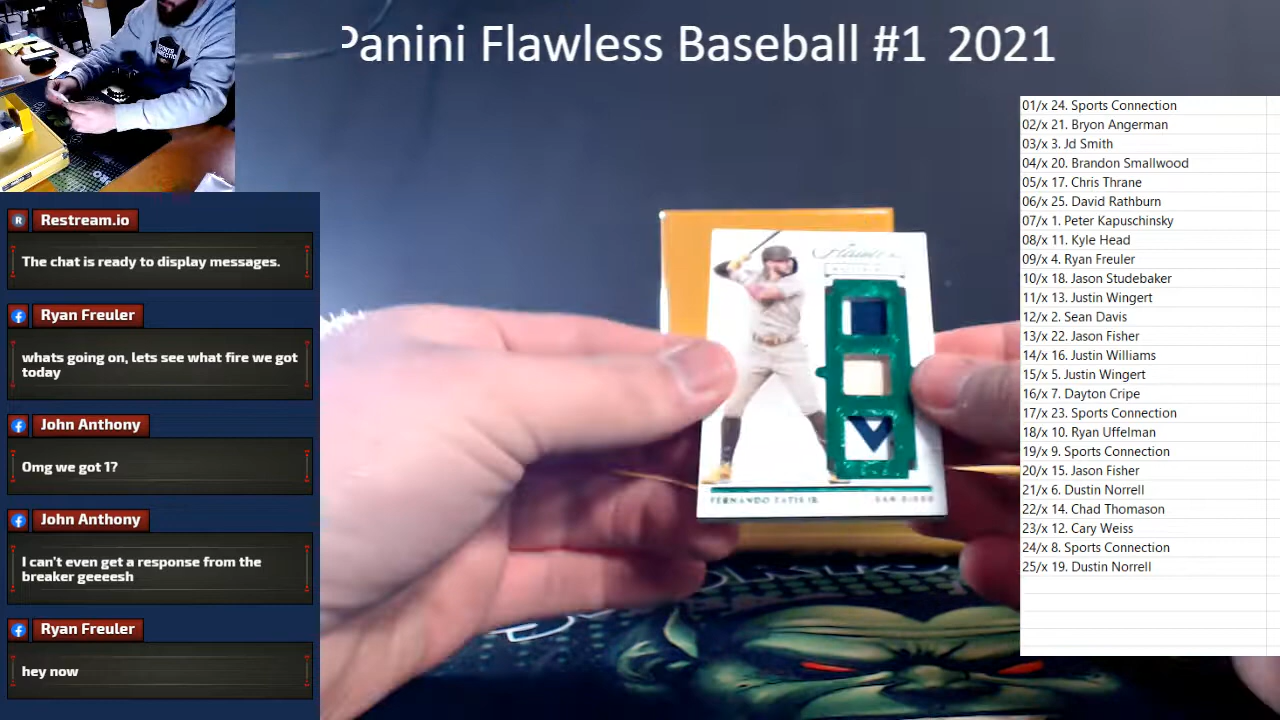 Panini Flawless Baseball #1 2021
Restream.io
The chat is ready to display messages.
Ryan Freuler
whats going on, lets see what fire we got
today
John Anthony
Omg we got 1?
John Anthony
I can't even get a response from the
breaker geeeesh
Ryan Freuler
hey now
Flawless
FERNANDO TATIS JR.
SAN DIEGO
01/x 24. Sports Connection
02/x 21. Bryon Angerman
03/x 3. Jd Smith
04/x 20. Brandon Smallwood
05/x 17. Chris Thrane
06/x 25. David Rathburn
07/x 1. Peter Kapuschinsky
08/x 11. Kyle Head
09/x 4. Ryan Freuler
10/x 18. Jason Studebaker
11/x 13. Justin Wingert
12/x 2. Sean Davis
13/x 22. Jason Fisher
14/x 16. Justin Williams
15/x 5. Justin Wingert
16/x 7. Dayton Cripe
17/x 23. Sports Connection
18/x 10. Ryan Uffelman
19/x 9. Sports Connection
20/x 15. Jason Fisher
21/x 6. Dustin Norrell
22/x 14. Chad Thomason
23/x 12. Cary Weiss
24/x 8. Sports Connection
25/x 19. Dustin Norrell